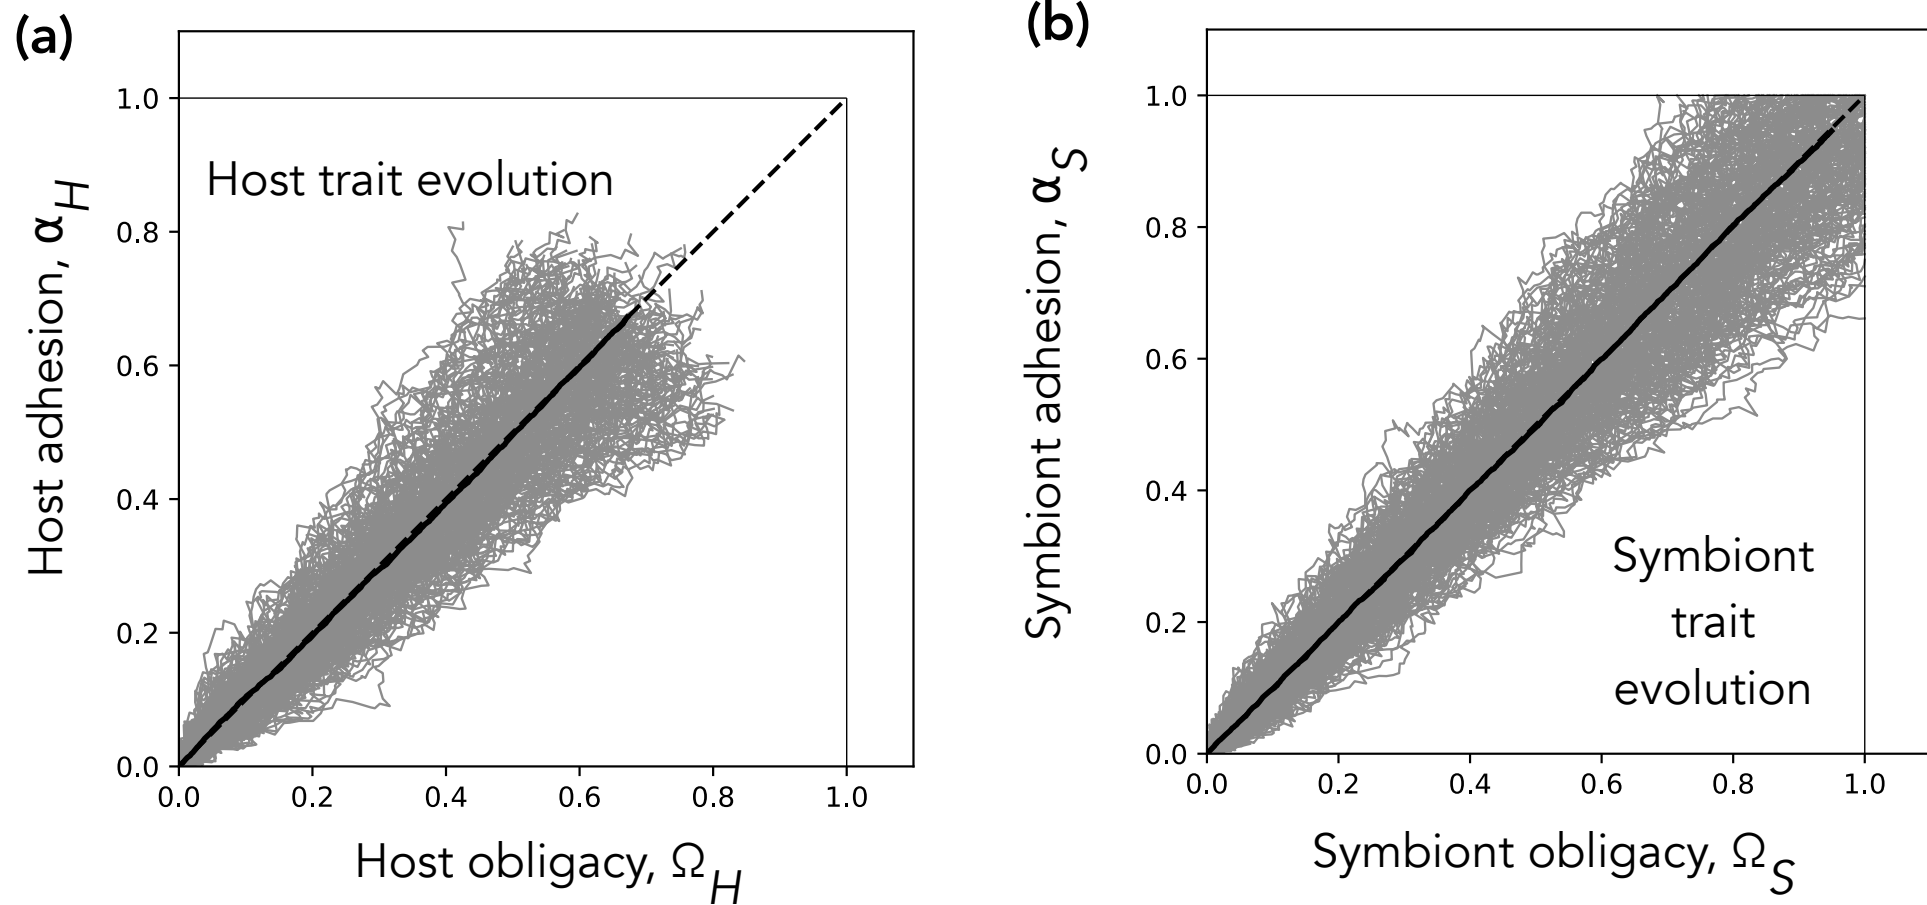 (a)
Host adhesion, α_H
1.0
0.8
0.6
0.4
0.2
0.0
Host trait evolution
0.0 0.2 0.4 0.6 0.8 1.0
Host obligacy, Ω_H
(b)
Symbiont adhesion, α_S
1.0
0.8
0.6
0.4
0.2
0.0
Symbiont
trait
evolution
0.0 0.2 0.4 0.6 0.8 1.0
Symbiont obligacy, Ω_S